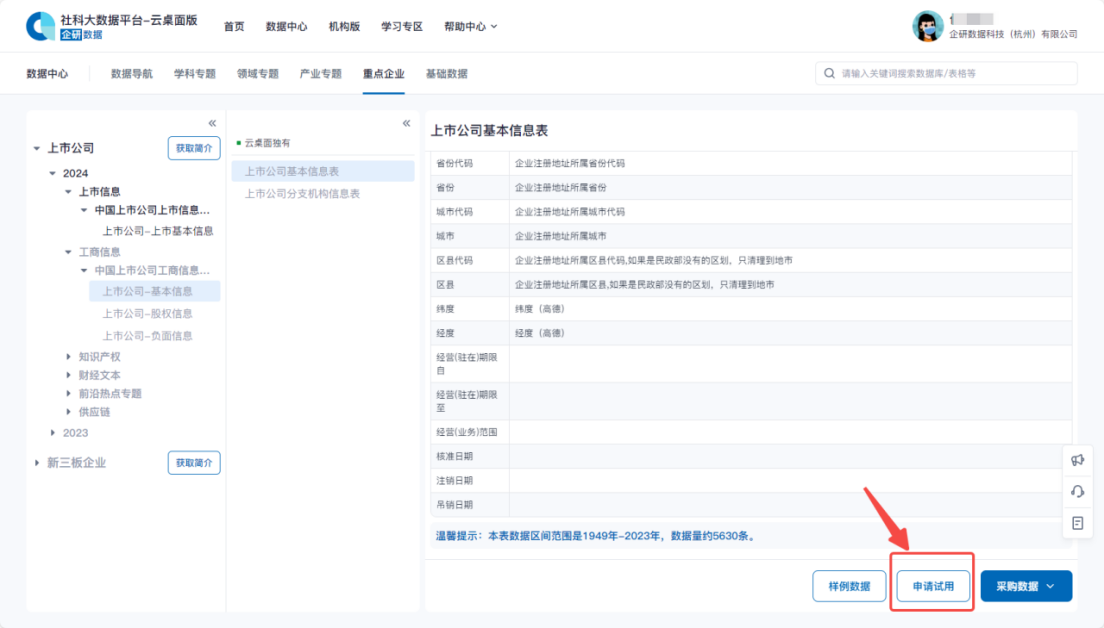 社科大数据平台-云桌面版
企研数据
首页 数据中心 机构版 学习专区 帮助中心
企研数据科技（杭州）有限公司
数据中心 数据导航 学科专题 领域专题 产业专题 重点企业 基础数据
请输入关键词搜索数据库/表格等
上市公司 获取简介
2024
上市信息
中国上市公司上市信息...
上市公司-上市基本信息
工商信息
中国上市公司工商信息...
上市公司-基本信息
上市公司-股权信息
上市公司-负面信息
知识产权
财经文本
前沿热点专题
供应链
2023
新三板企业 获取简介
云桌面独有
上市公司基本信息表
上市公司分支机构信息表
上市公司基本信息表
省份代码 企业注册地址所属省份代码
省份 企业注册地址所属省份
城市代码 企业注册地址所属城市代码
城市 企业注册地址所属城市
区县代码 企业注册地址所属区县代码,如果是民政部没有的区划，只清理到地市
区县 企业注册地址所属区县,如果是民政部没有的区划，只清理到地市
纬度 纬度（高德）
经度 经度（高德）
经营(驻在)期限
自
经营(驻在)期限
至
经营(业务)范围
核准日期
注销日期
吊销日期
温馨提示：本表数据区间范围是1949年-2023年，数据量约5630条。
样例数据 申请试用 采购数据